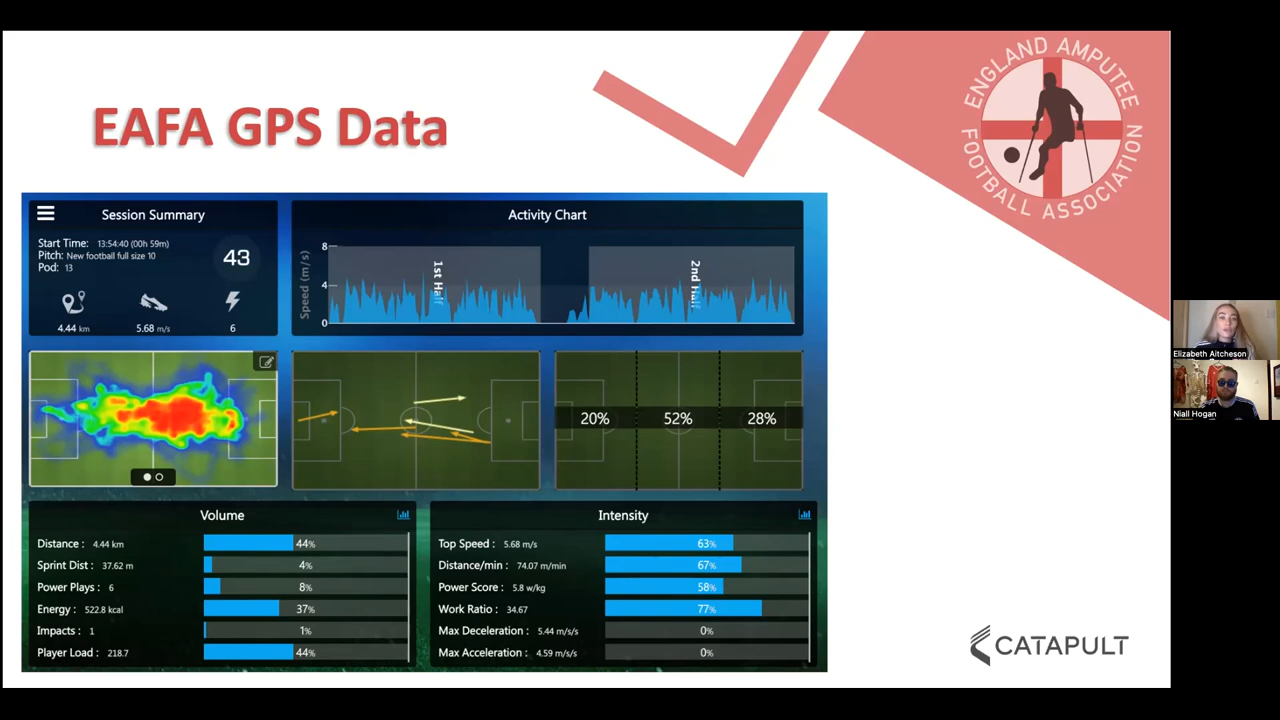 EAFA GPS Data
ENGLAND AMPUTEE
FOOTBALL ASSOCIATION
Session Summary
Start Time: 13:54:40 (00h 59m)
Pitch: New football full size 10
Pod: 13
43
4.44 km
5.68 m/s
6
Activity Chart
Speed (m/s)
8
4
0
1st Half
2nd Half
20%
52%
28%
Volume
Distance : 4.44 km 44%
Sprint Dist : 37.62 m 4%
Power Plays : 6 8%
Energy : 522.8 kcal 37%
Impacts : 1 1%
Player Load : 218.7 44%
Intensity
Top Speed : 5.68 m/s 63%
Distance/min : 74.07 m/min 67%
Power Score : 5.8 w/kg 58%
Work Ratio : 34.67 77%
Max Deceleration : 5.44 m/s/s 0%
Max Acceleration : 4.59 m/s/s 0%
CATAPULT
Elizabeth Aitcheson
Niall Hogan